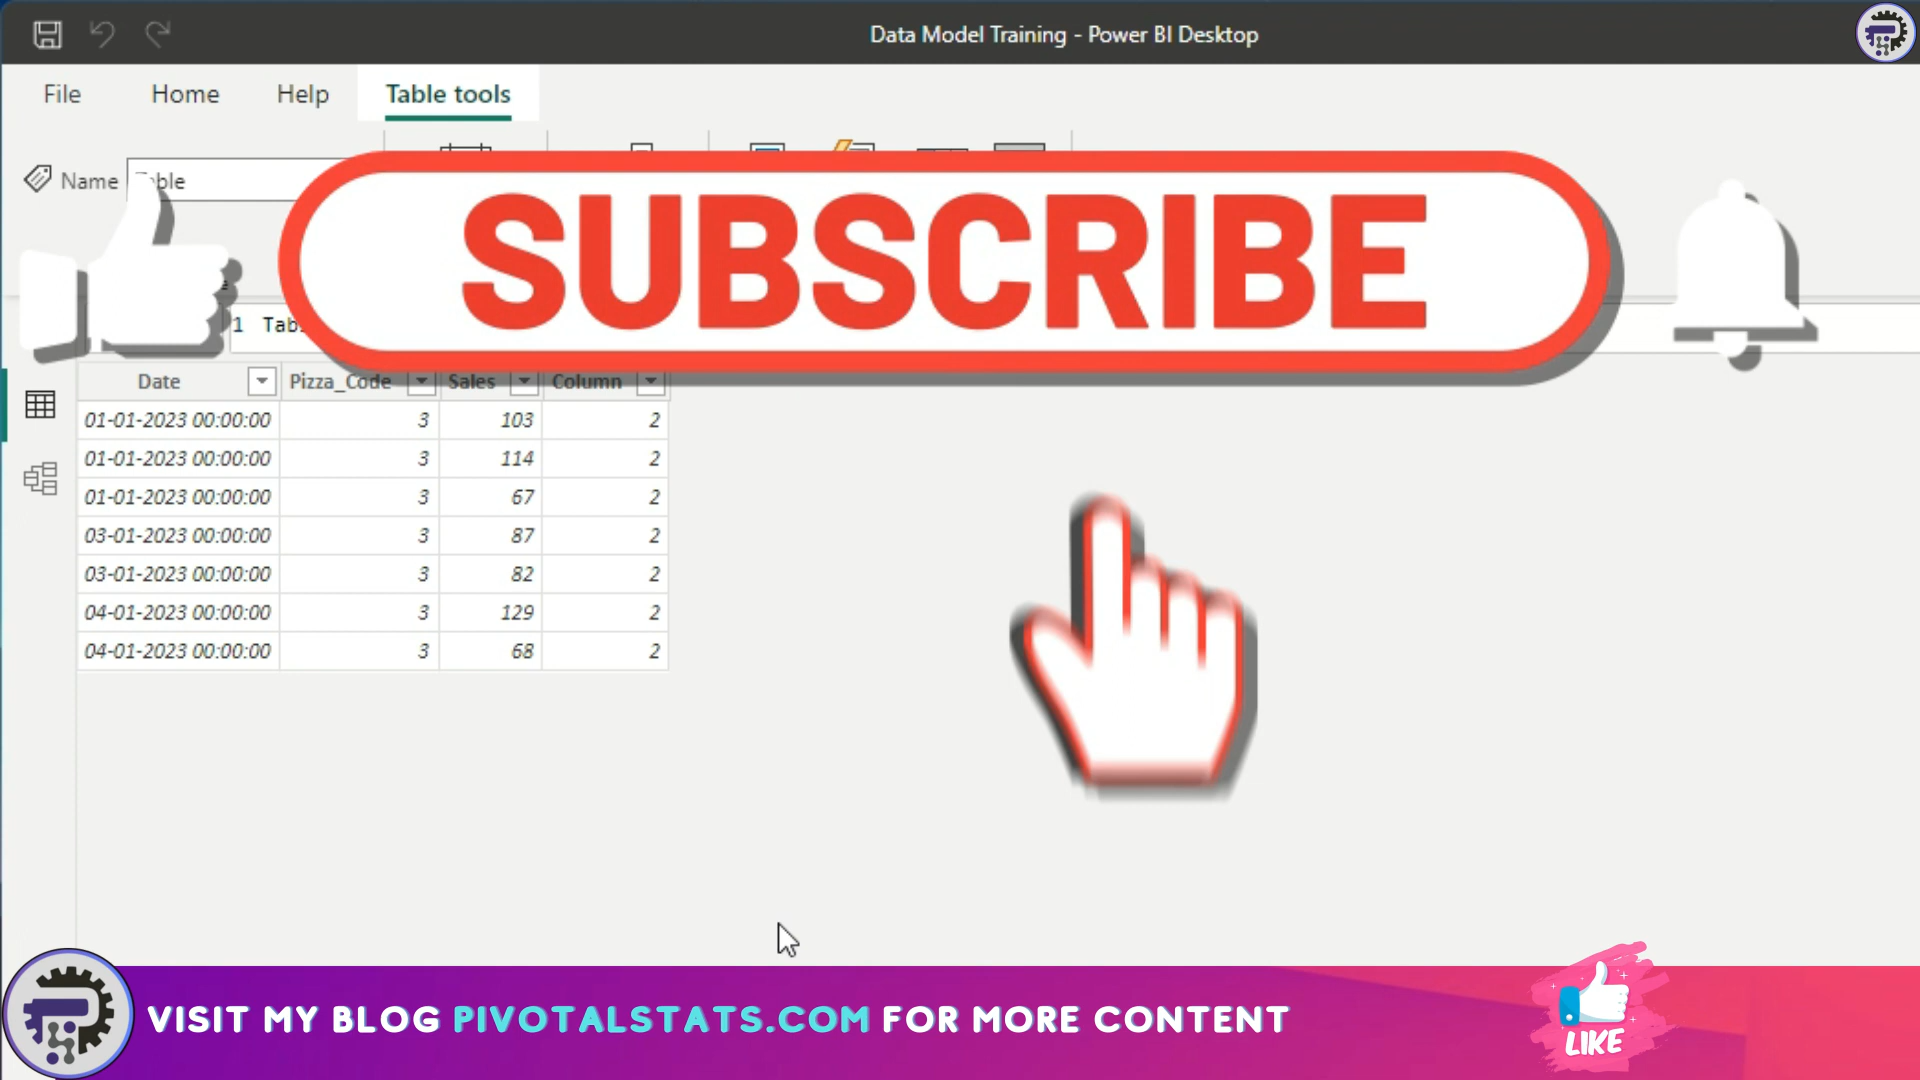 Data Model Training - Power BI Desktop
File Home Help Table tools
Name
SUBSCRIBE
1
Date Pizza_Code Sales Column
01-01-2023 00:00:00 3 103 2
01-01-2023 00:00:00 3 114 2
01-01-2023 00:00:00 3 67 2
03-01-2023 00:00:00 3 87 2
03-01-2023 00:00:00 3 82 2
04-01-2023 00:00:00 3 129 2
04-01-2023 00:00:00 3 68 2
VISIT MY BLOG PIVOTALSTATS.COM FOR MORE CONTENT
LIKE